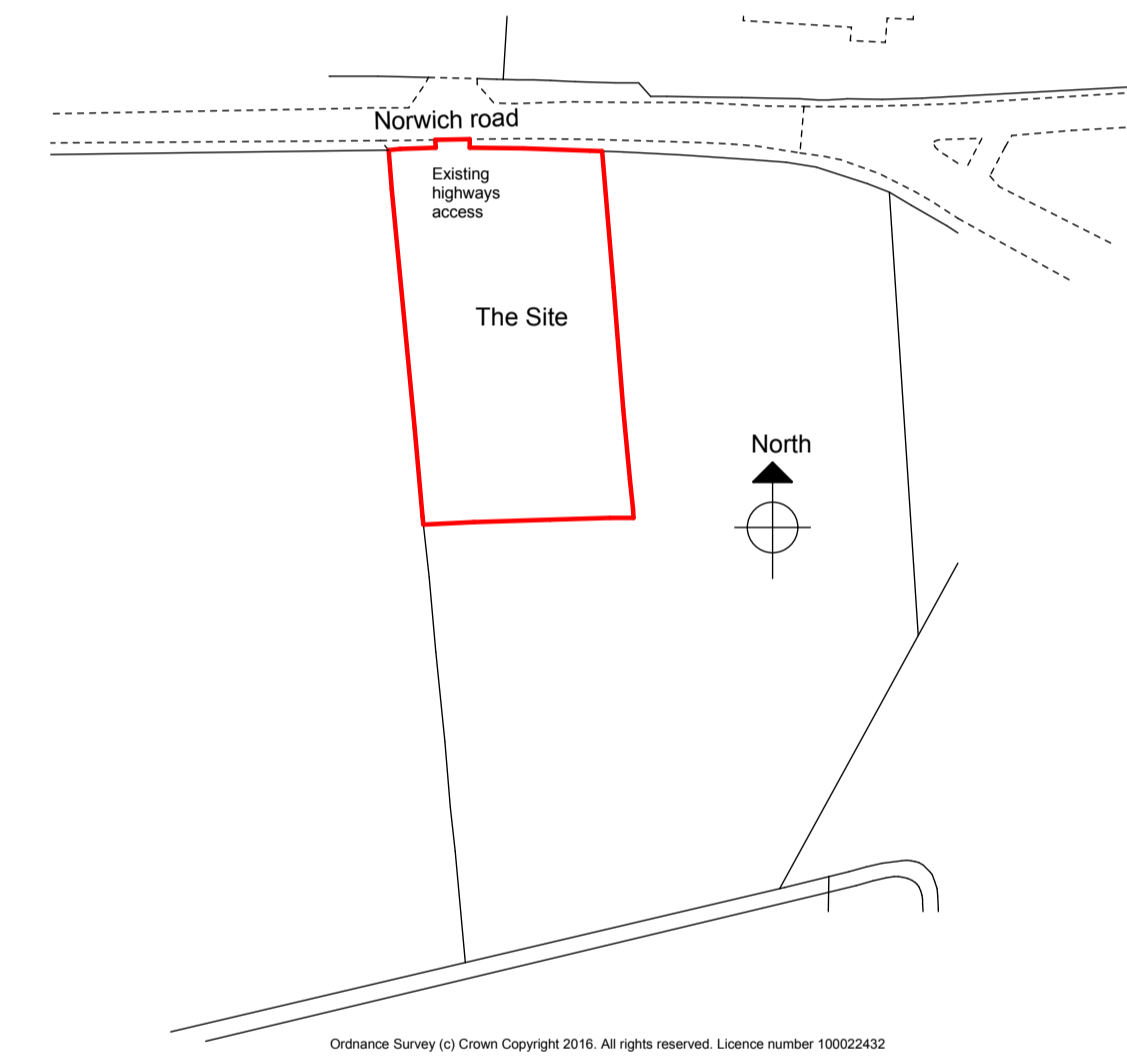 Norwich road
Existing
highways
access
The Site
North
Ordnance Survey (c) Crown Copyright 2016. All rights reserved. Licence number 100022432